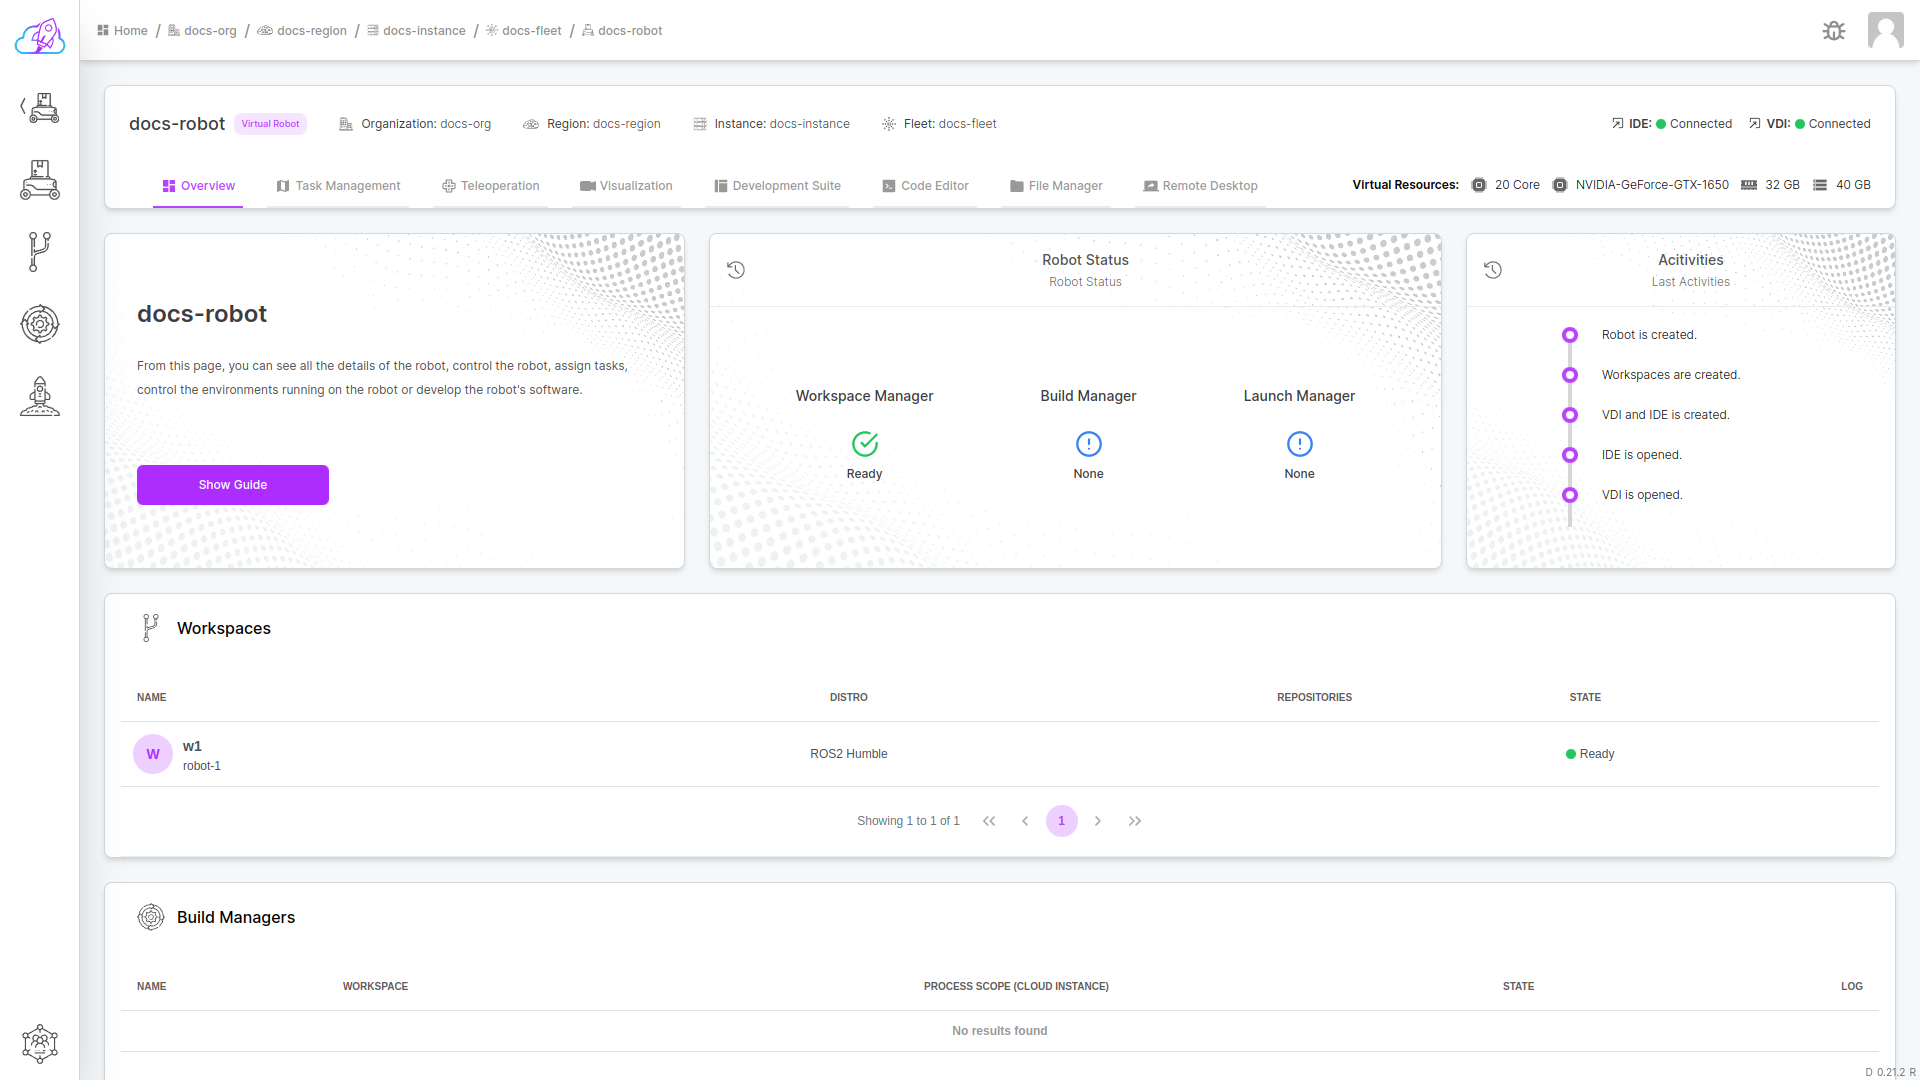 Home / docs-org / docs-region / docs-instance / docs-fleet / docs-robot
docs-robot Virtual Robot Organization: docs-org Region: docs-region Instance: docs-instance Fleet: docs-fleet IDE: Connected VDI: Connected
Overview Task Management Teleoperation Visualization Development Suite Code Editor File Manager Remote Desktop Virtual Resources: 20 Core NVIDIA-GeForce-GTX-1650 32 GB 40 GB
docs-robot
From this page, you can see all the details of the robot, control the robot, assign tasks,
control the environments running on the robot or develop the robot's software.
Show Guide
Robot Status
Robot Status
Workspace Manager Build Manager Launch Manager
Ready None None
Acitivities
Last Activities
Robot is created.
Workspaces are created.
VDI and IDE is created.
IDE is opened.
VDI is opened.
Workspaces
NAME DISTRO REPOSITORIES STATE
W w1 
robot-1 ROS2 Humble Ready
Showing 1 to 1 of 1 1
Build Managers
NAME WORKSPACE PROCESS SCOPE (CLOUD INSTANCE) STATE LOG
No results found
D 0.21.2 R